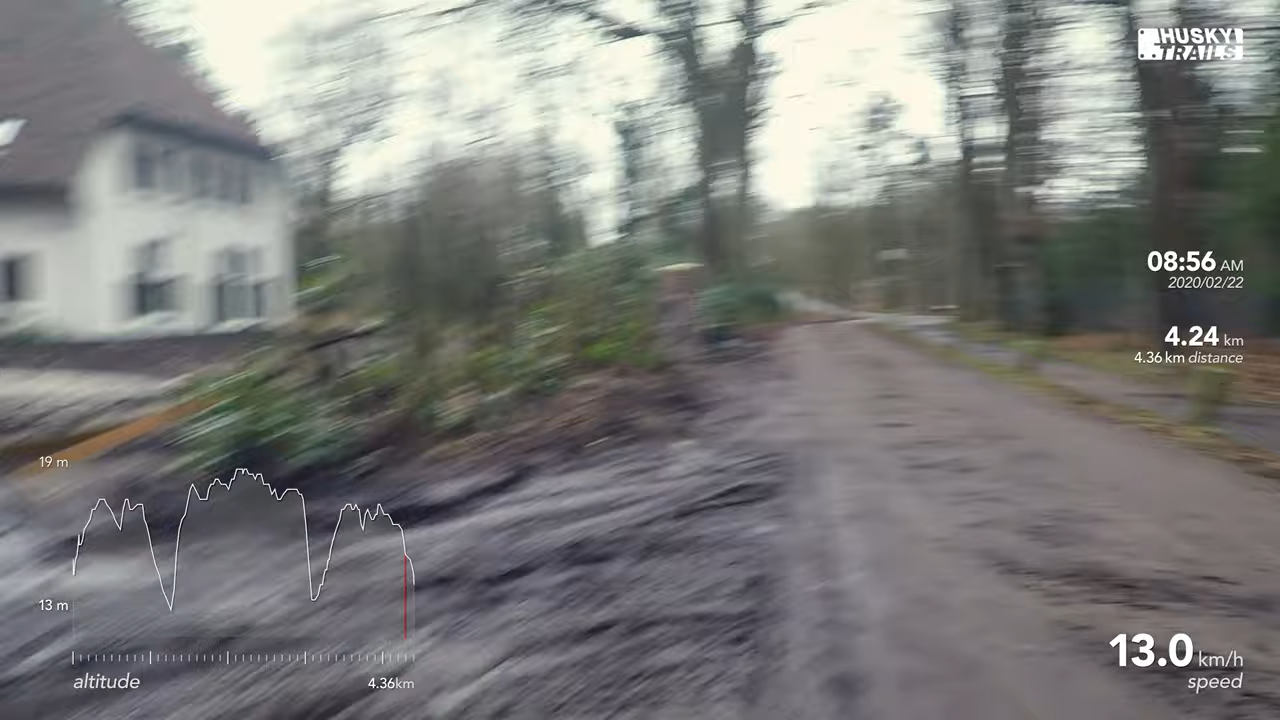 HUSKY!
TRAILS
08:56 AM
2020/02/22
4.24 km
4.36 km distance
19 m
13 m
altitude
4.36km
13.0 km/h
speed